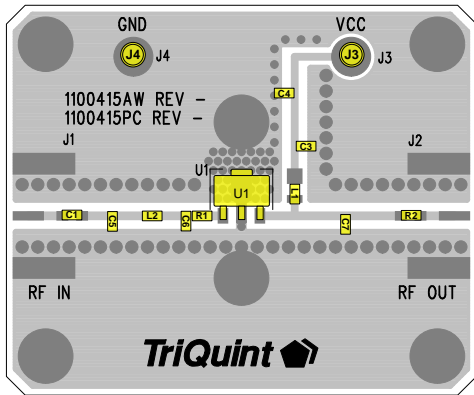 GND
VCC
J4
J4
J3
J3
C4
1100415AW REV -
1100415PC REV -
J1
J2
C3
U1
U1
L1
C1
C5
L2
C6
R1
C7
R2
RF IN
RF OUT
TriQuint